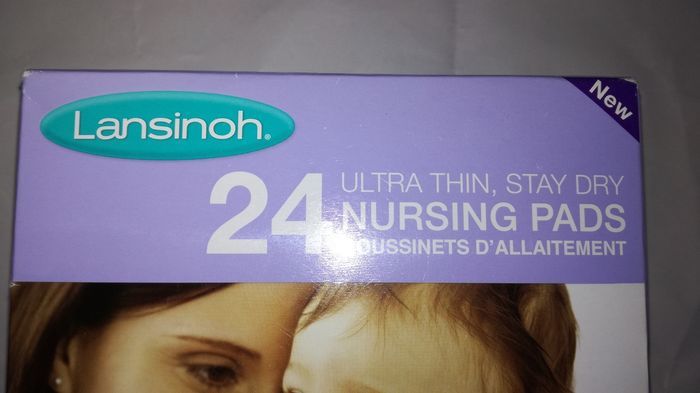 Lansinoh®
New
24
ULTRA THIN, STAY DRY
NURSING PADS
COUSSINETS D'ALLAITEMENT